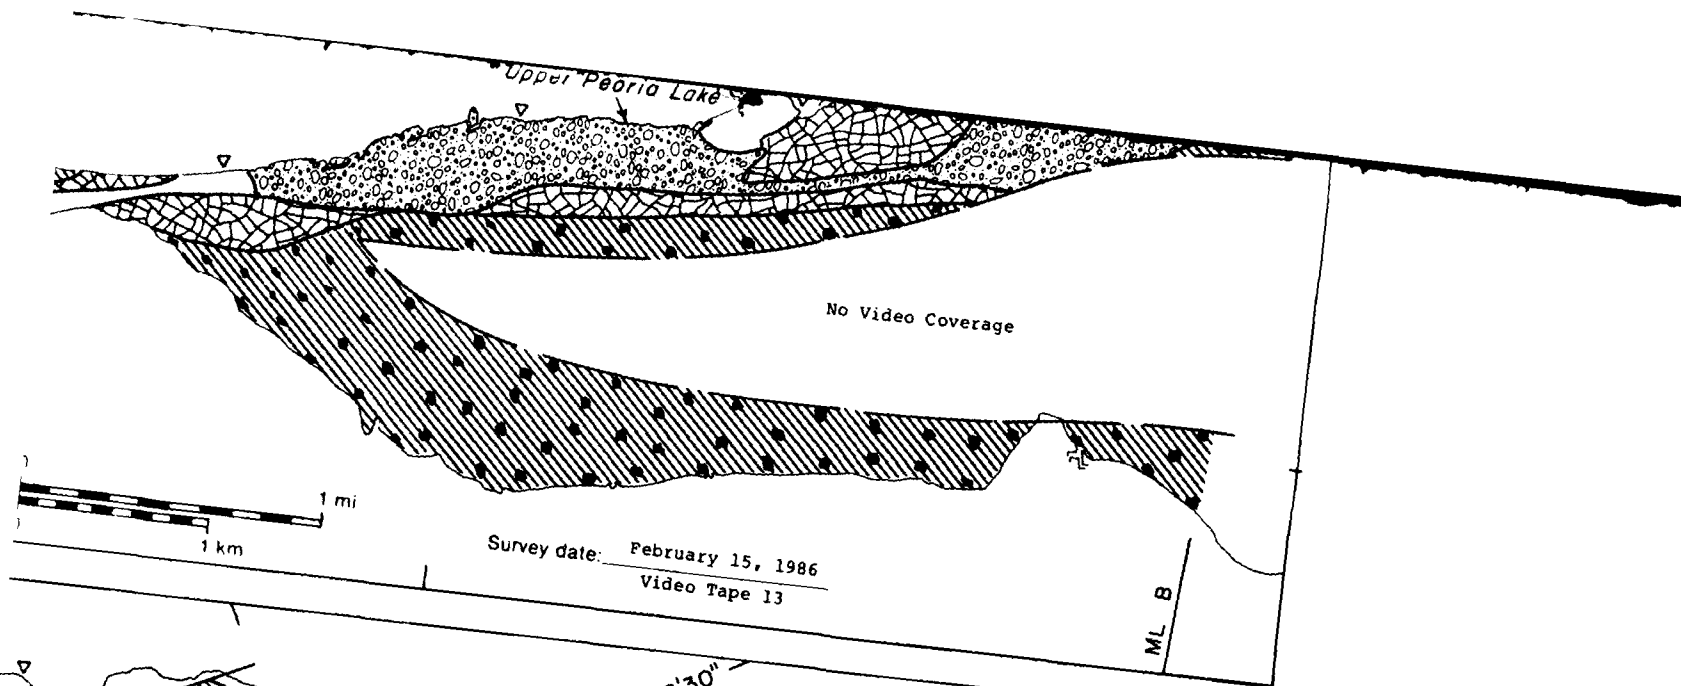 Upper Peoria Lake
No Video Coverage
1 mi
1 km
Survey date: February 15, 1986
Video Tape 13
ML B
'30"